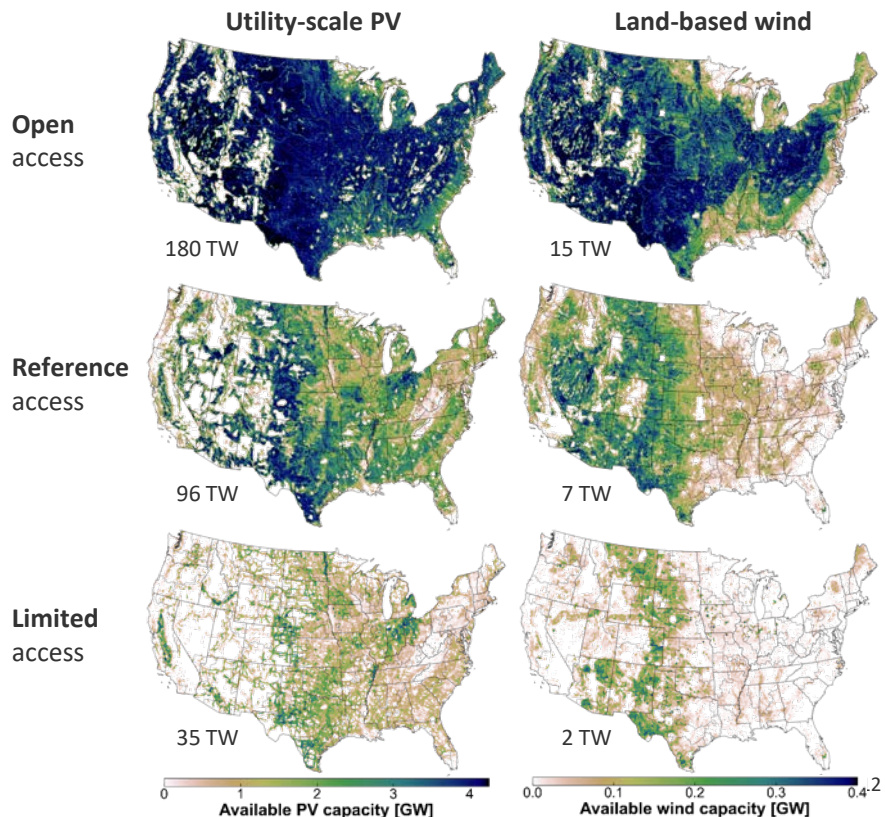 Utility-scale PV Land-based wind
Open
access
180 TW 15 TW
Reference
access
96 TW 7 TW
Limited
access
35 TW 2 TW
0 1 2 3 4 0.0 0.1 0.2 0.3 0.4 .2
Available PV capacity [GW] Available wind capacity [GW]